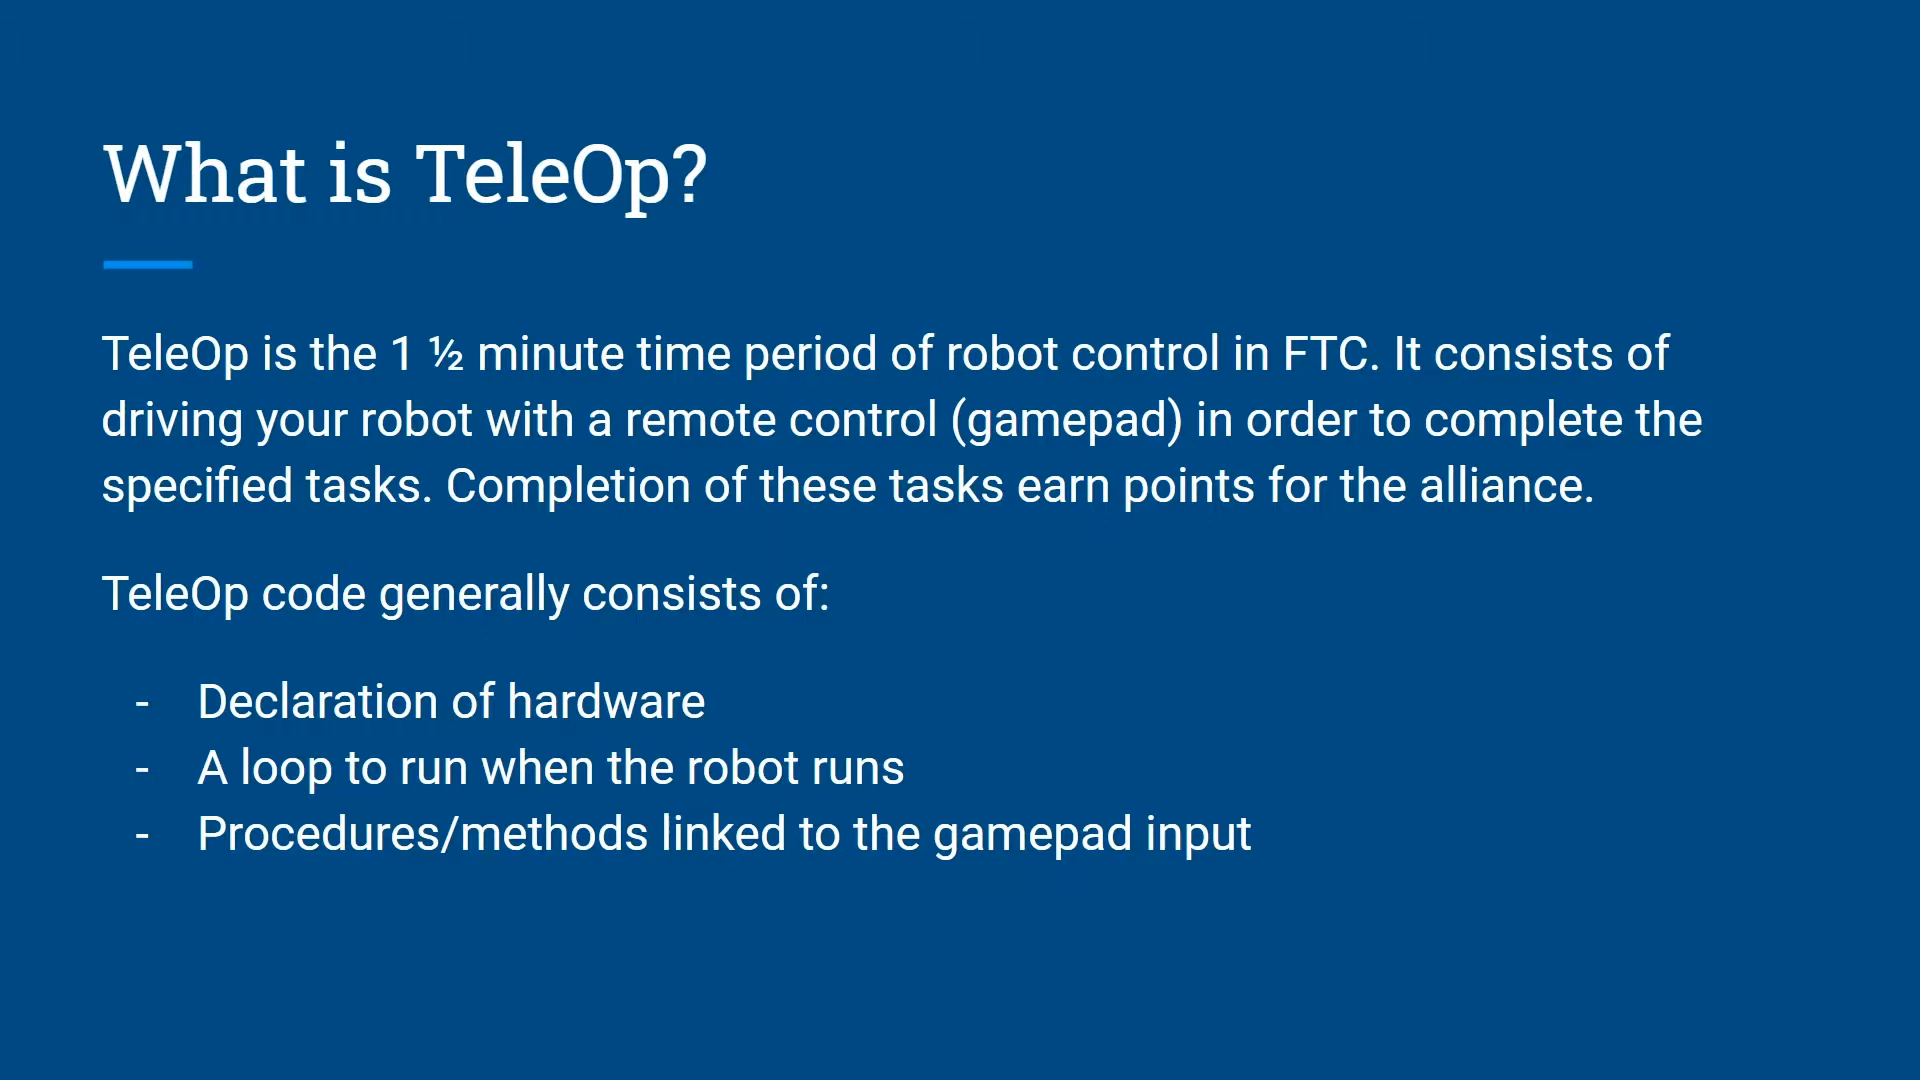 What is TeleOp?
TeleOp is the 1 ½ minute time period of robot control in FTC. It consists of
driving your robot with a remote control (gamepad) in order to complete the
specified tasks. Completion of these tasks earn points for the alliance.
TeleOp code generally consists of:
- Declaration of hardware
- A loop to run when the robot runs
- Procedures/methods linked to the gamepad input